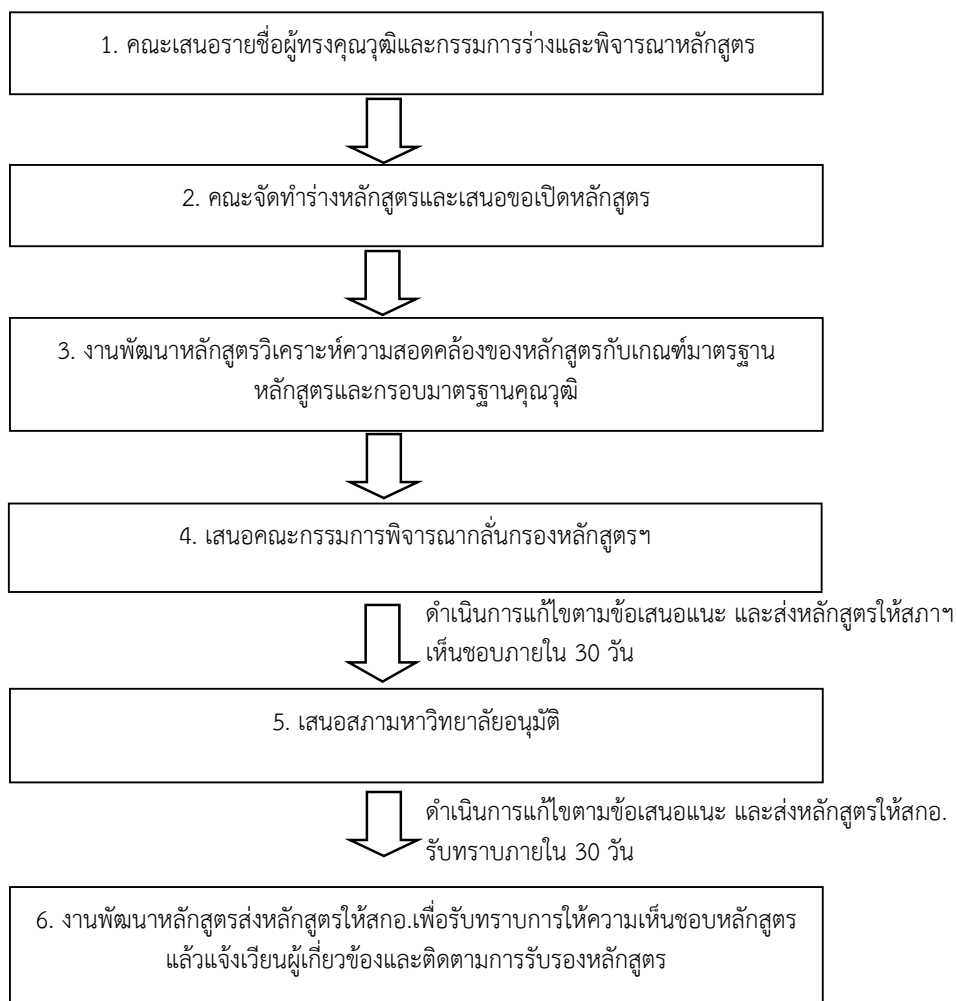 1. คณะเสนอรายชื่อผู้ทรงคุณวุฒิและกรรมการร่างและพิจารณาหลักสูตร
2. คณะจัดทำร่างหลักสูตรและเสนอขอเปิดหลักสูตร
3. งานพัฒนาหลักสูตรวิเคราะห์ความสอดคล้องของหลักสูตรกับเกณฑ์มาตรฐาน
หลักสูตรและกรอบมาตรฐานคุณวุฒิ
4. เสนอคณะกรรมการพิจารณากลั่นกรองหลักสูตรฯ
ดำเนินการแก้ไขตามข้อเสนอแนะ และส่งหลักสูตรให้สภาฯ
เห็นชอบภายใน 30 วัน
5. เสนอสภามหาวิทยาลัยอนุมัติ
ดำเนินการแก้ไขตามข้อเสนอแนะ และส่งหลักสูตรให้สกอ.
รับทราบภายใน 30 วัน
6. งานพัฒนาหลักสูตรส่งหลักสูตรให้สกอ.เพื่อรับทราบการให้ความเห็นชอบหลักสูตร
แล้วแจ้งเวียนผู้เกี่ยวข้องและติดตามการรับรองหลักสูตร